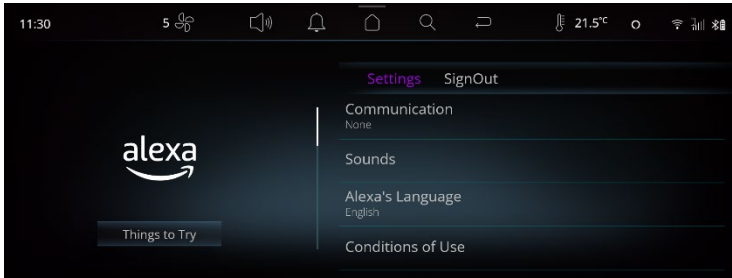 11:30
5
21.5°C
Settings SignOut
Communication
None
Sounds
alexa
Alexa's Language
English
Things to Try
Conditions of Use